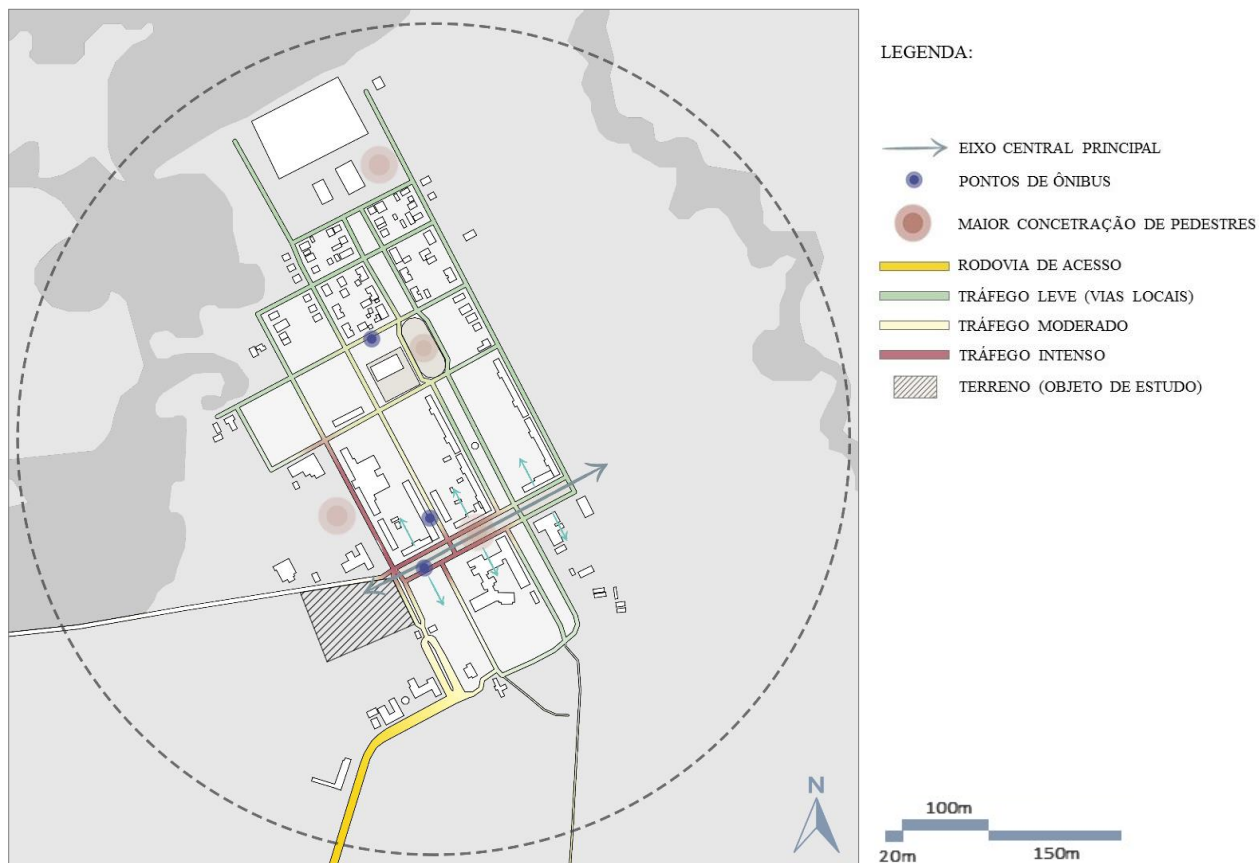 LEGENDA:
EIXO CENTRAL PRINCIPAL
PONTOS DE ÔNIBUS
MAIOR CONCETRAÇÃO DE PEDESTRES
RODOVIA DE ACESSO
TRÁFEGO LEVE (VIAS LOCAIS)
TRÁFEGO MODERADO
TRÁFEGO INTENSO
TERRENO (OBJETO DE ESTUDO)
N
100m
20m
150m